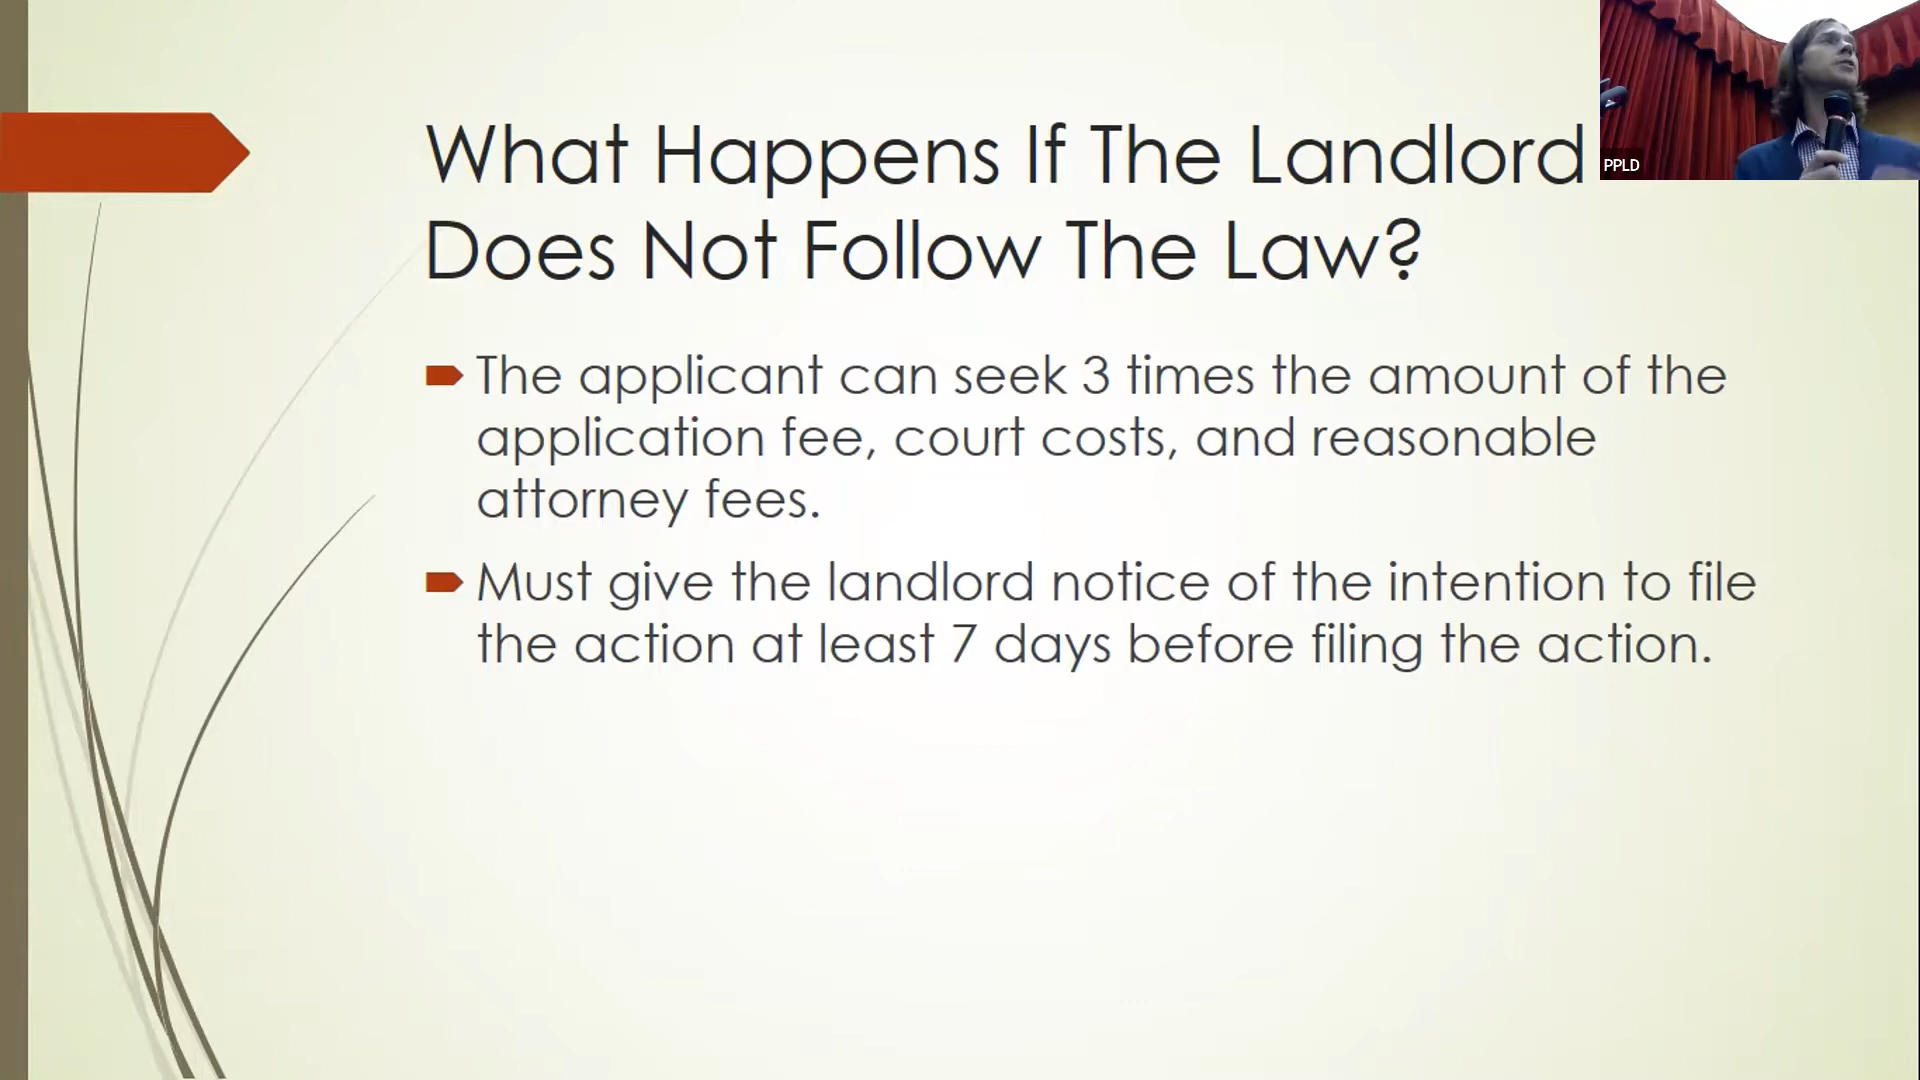 What Happens If The Landlord
Does Not Follow The Law?
PPLD
The applicant can seek 3 times the amount of the
application fee, court costs, and reasonable
attorney fees.
Must give the landlord notice of the intention to file
the action at least 7 days before filing the action.